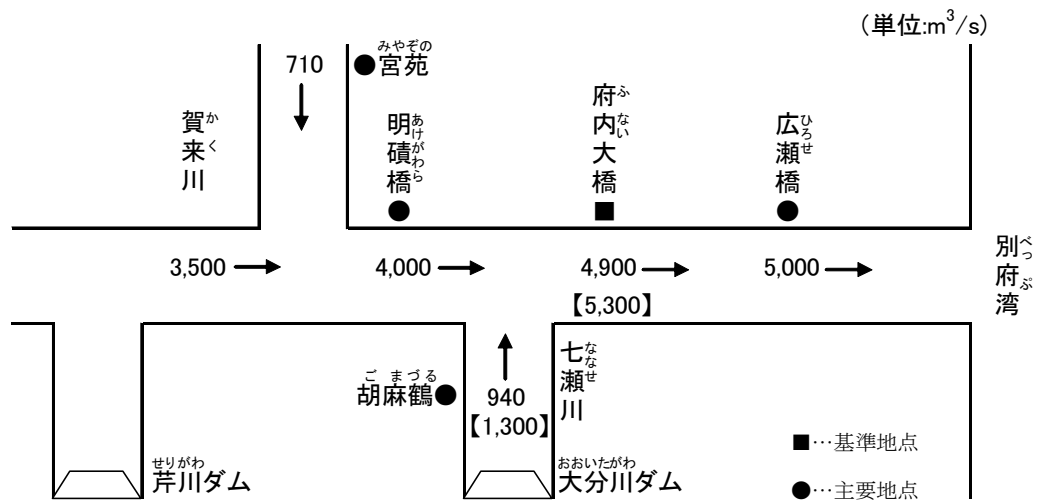 (単位:m³/s)
710
みやぞの
●宮苑
賀来川
かく
明磧橋
あけがわら
府内大橋
ふない
広瀬橋
ひろせ
3,500
4,000
4,900
【5,300】
5,000
別府湾
べっぷ
ごまづる
胡麻鶴●
940
【1,300】
七瀬川
ななせ
せりがわ
芹川ダム
おおいたがわ
大分川ダム
■…基準地点
●…主要地点